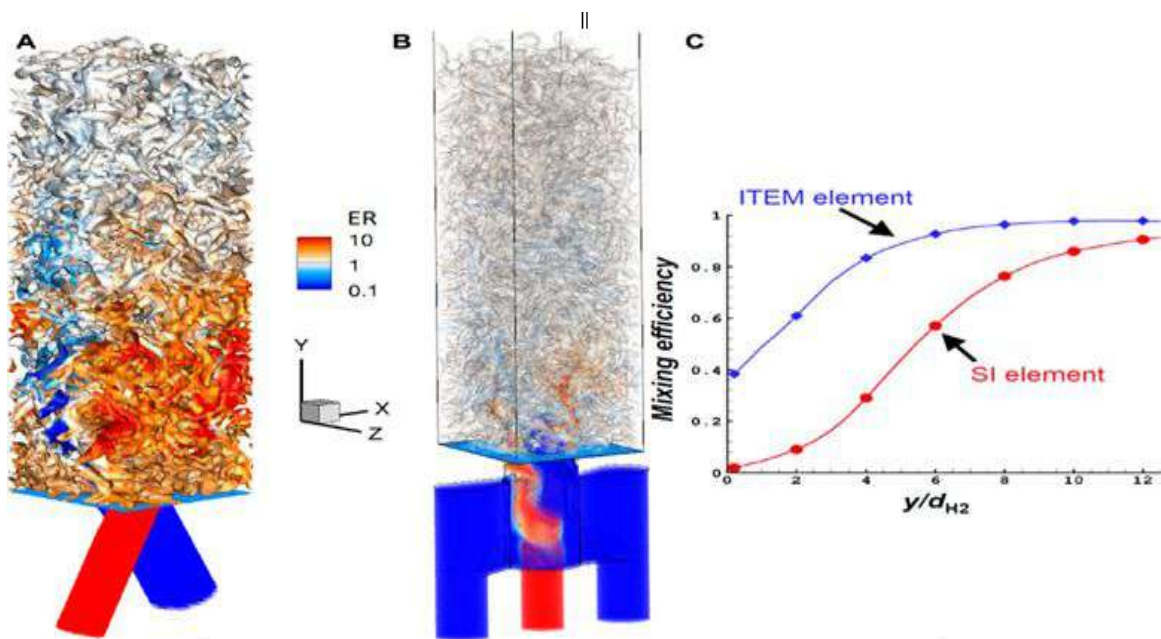 ||
A
B
C
ER
10
1
0.1
Y
X
Z
ITEM element
SI element
Mixing efficiency
1
0.8
0.6
0.4
0.2
0
0 2 4 6 8 10 12
y/dH2